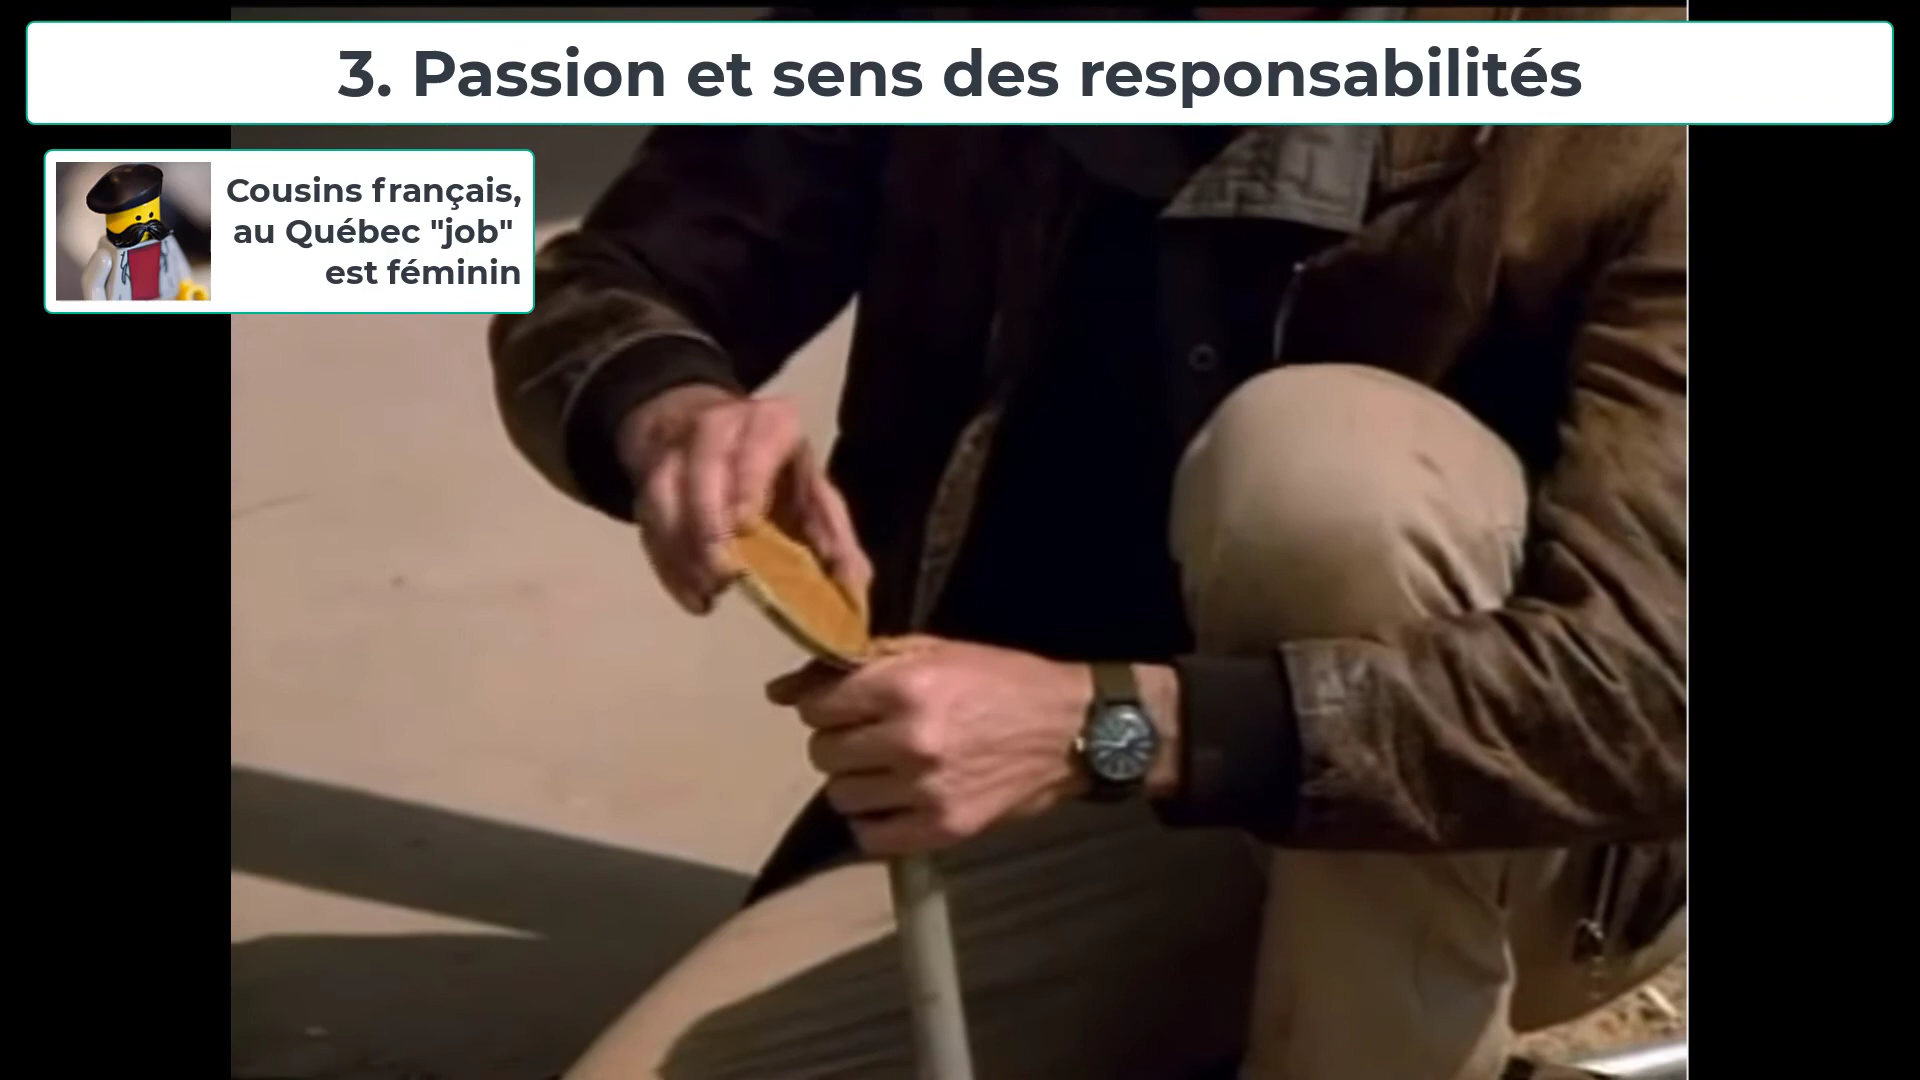 3. Passion et sens des responsabilités
Cousins français,
au Québec "job"
est féminin